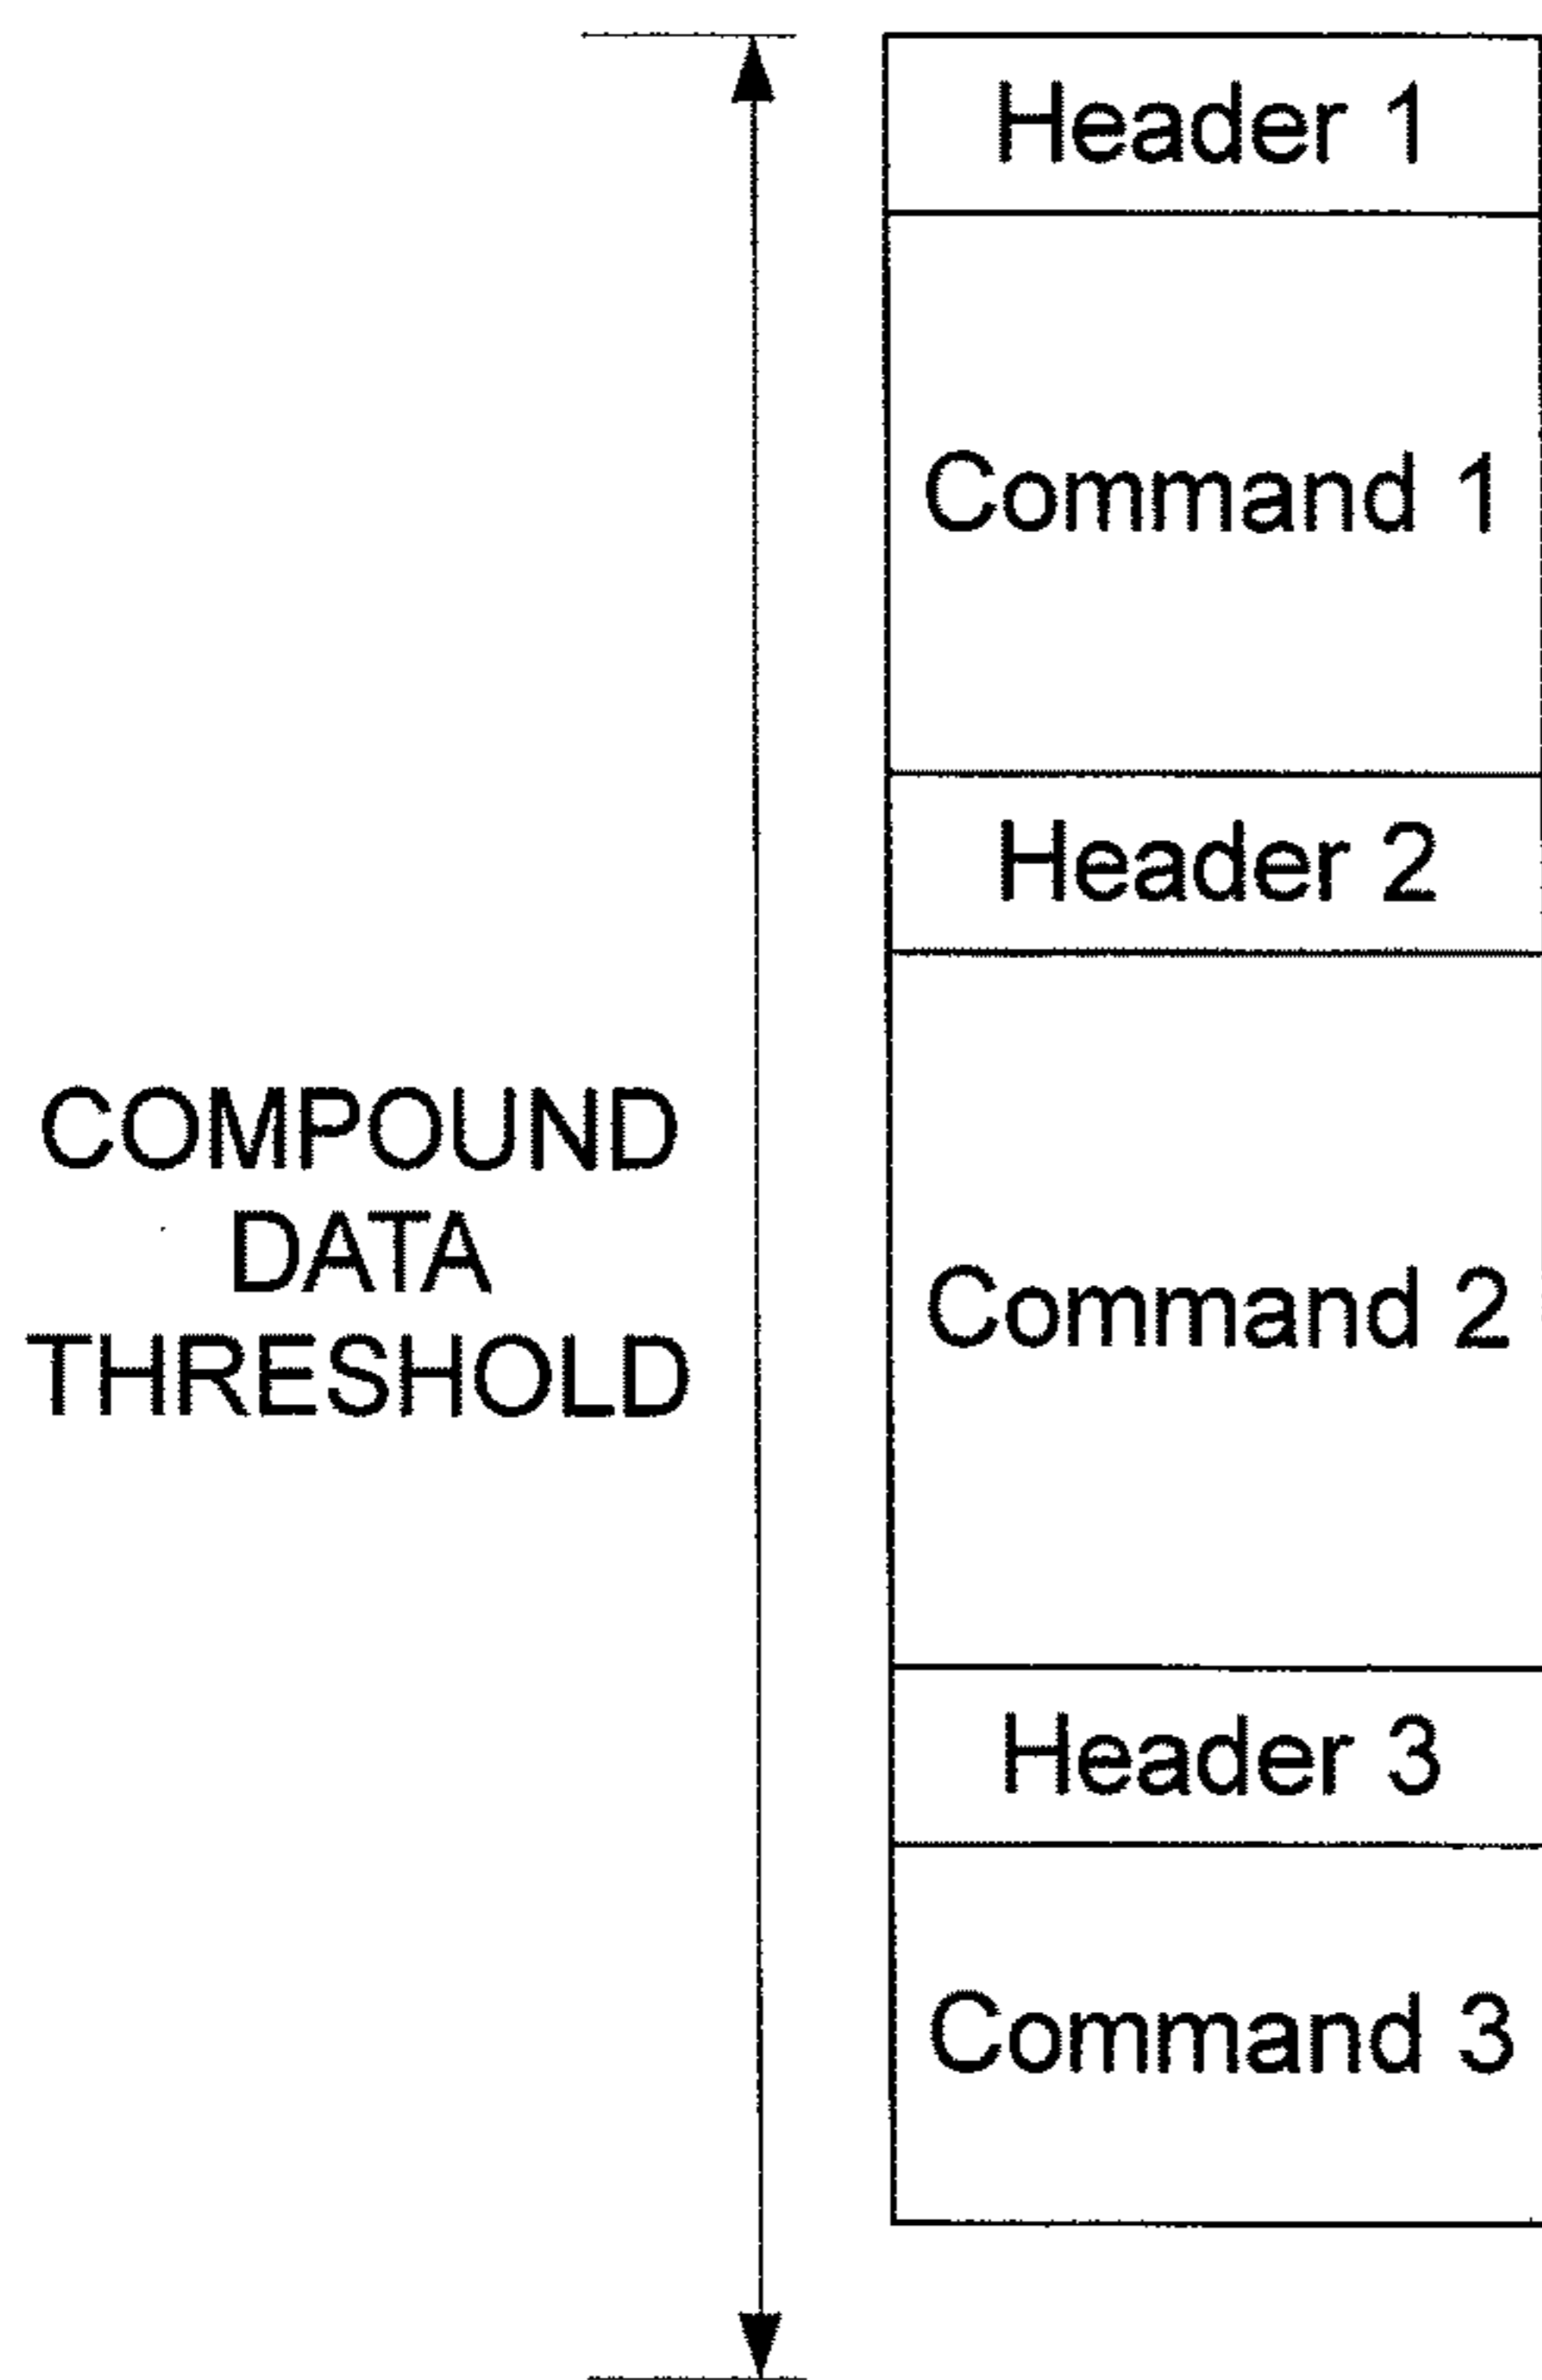 Header 1
Command 1
Header 2
COMPOUND
DATA
THRESHOLD
Command 2
Header 3
Command 3